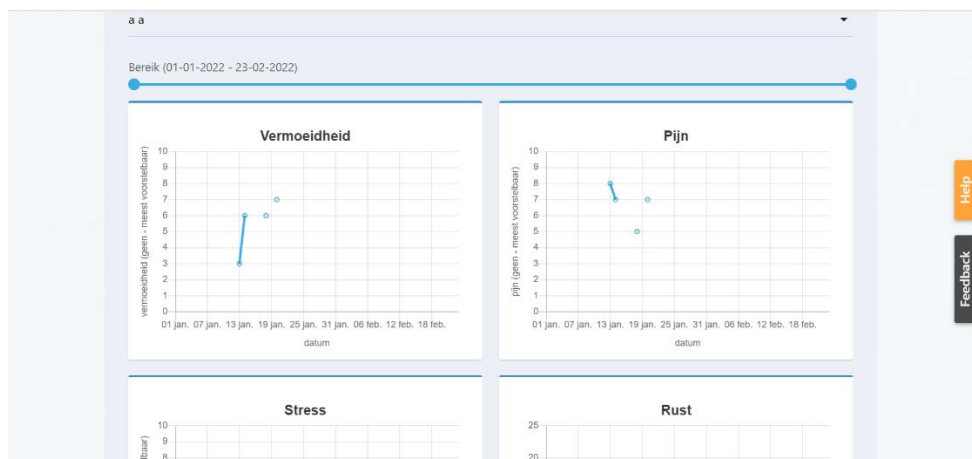 a a
Bereik (01-01-2022 - 23-02-2022)
Vermoeidheid
vermoeidheid (geen - meest voorstelbaar)
10
9
8
7
6
5
4
3
2
1
0
01 jan. 07 jan. 13 jan. 19 jan. 25 jan. 31 jan. 06 feb. 12 feb. 18 feb.
datum
Pijn
pijn (geen - meest voorstelbaar)
10
9
8
7
6
5
4
3
2
1
0
01 jan. 07 jan. 13 jan. 19 jan. 25 jan. 31 jan. 06 feb. 12 feb. 18 feb.
datum
Help
Feedback
Stress
10
9
8
Rust
25
20